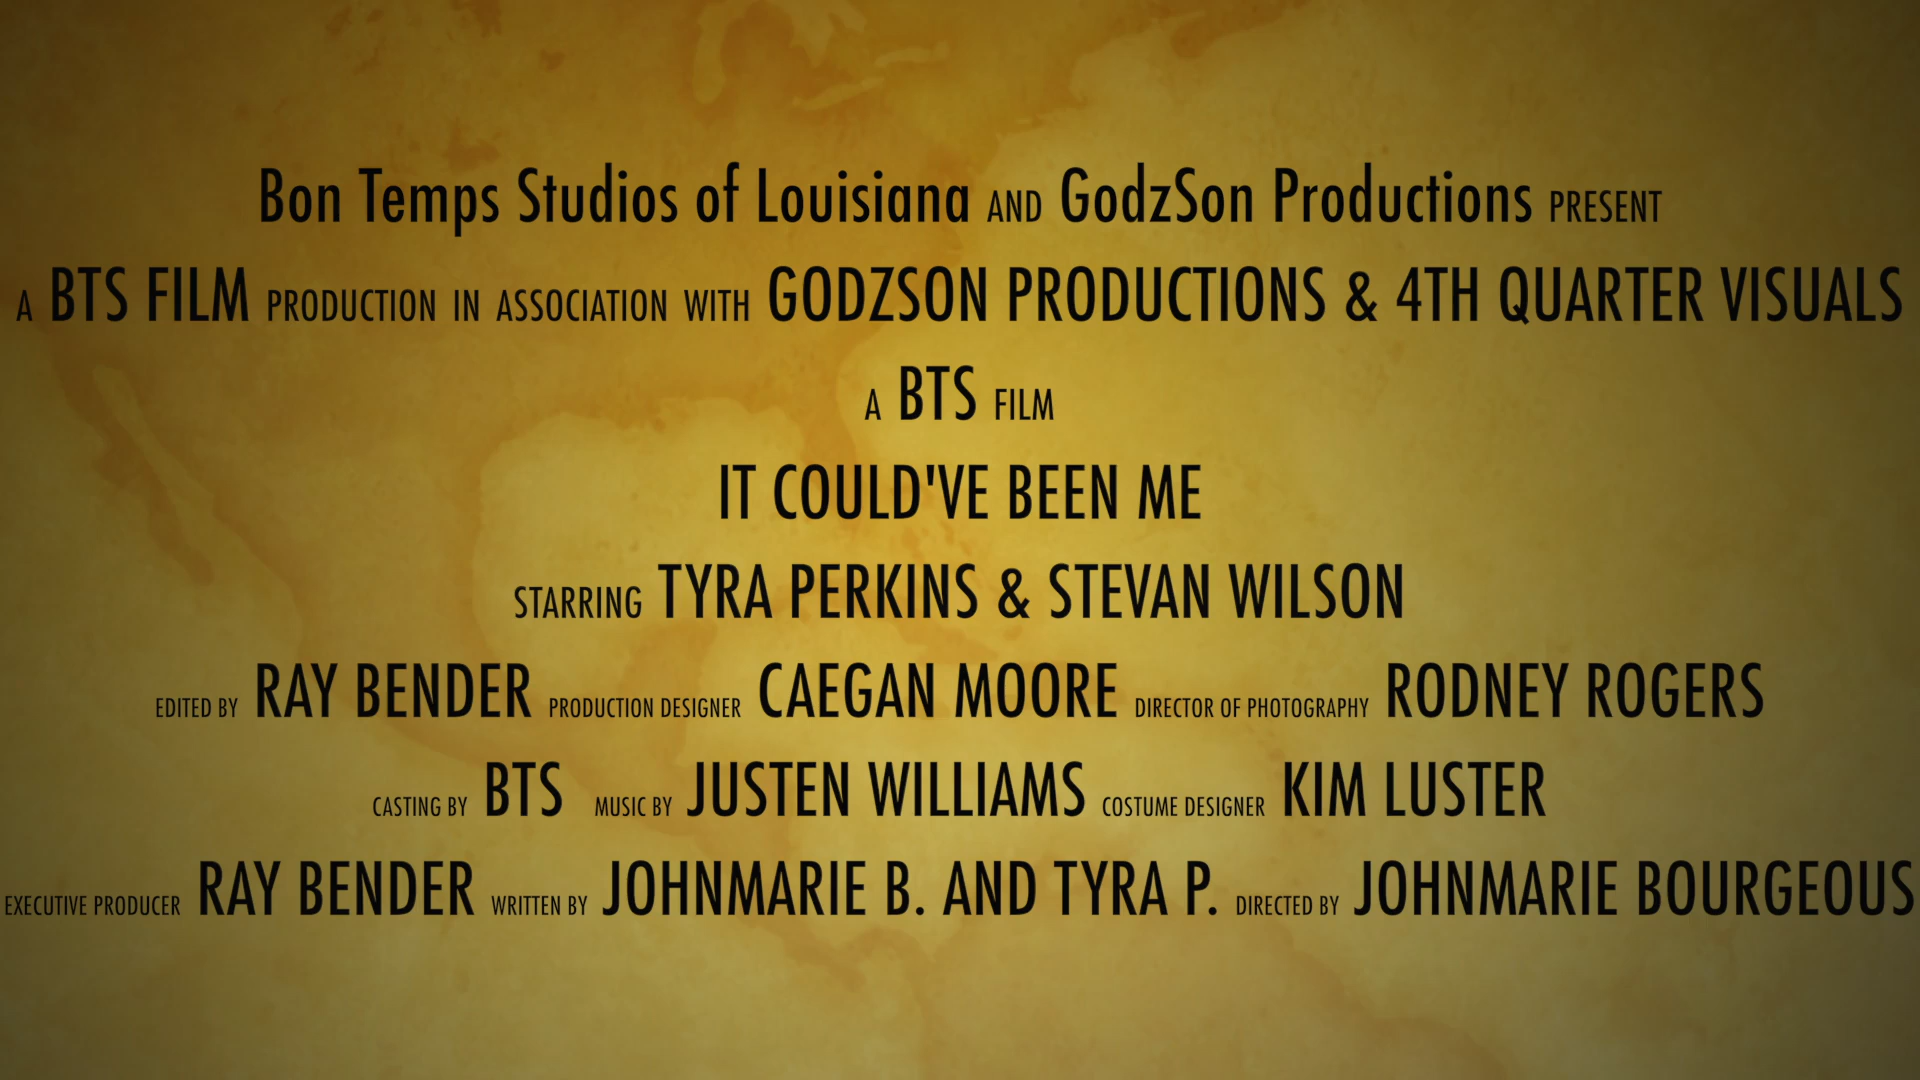 Bon Temps Studios of Louisiana AND GodzSon Productions PRESENT
A BTS FILM PRODUCTION IN ASSOCIATION WITH GODZSON PRODUCTIONS & 4TH QUARTER VISUALS
A BTS FILM
IT COULD'VE BEEN ME
STARRING TYRA PERKINS & STEVAN WILSON
EDITED BY RAY BENDER PRODUCTION DESIGNER CAEGAN MOORE DIRECTOR OF PHOTOGRAPHY RODNEY ROGERS
CASTING BY BTS MUSIC BY JUSTEN WILLIAMS COSTUME DESIGNER KIM LUSTER
EXECUTIVE PRODUCER RAY BENDER WRITTEN BY JOHNMARIE B. AND TYRA P. DIRECTED BY JOHNMARIE BOURGEOUS